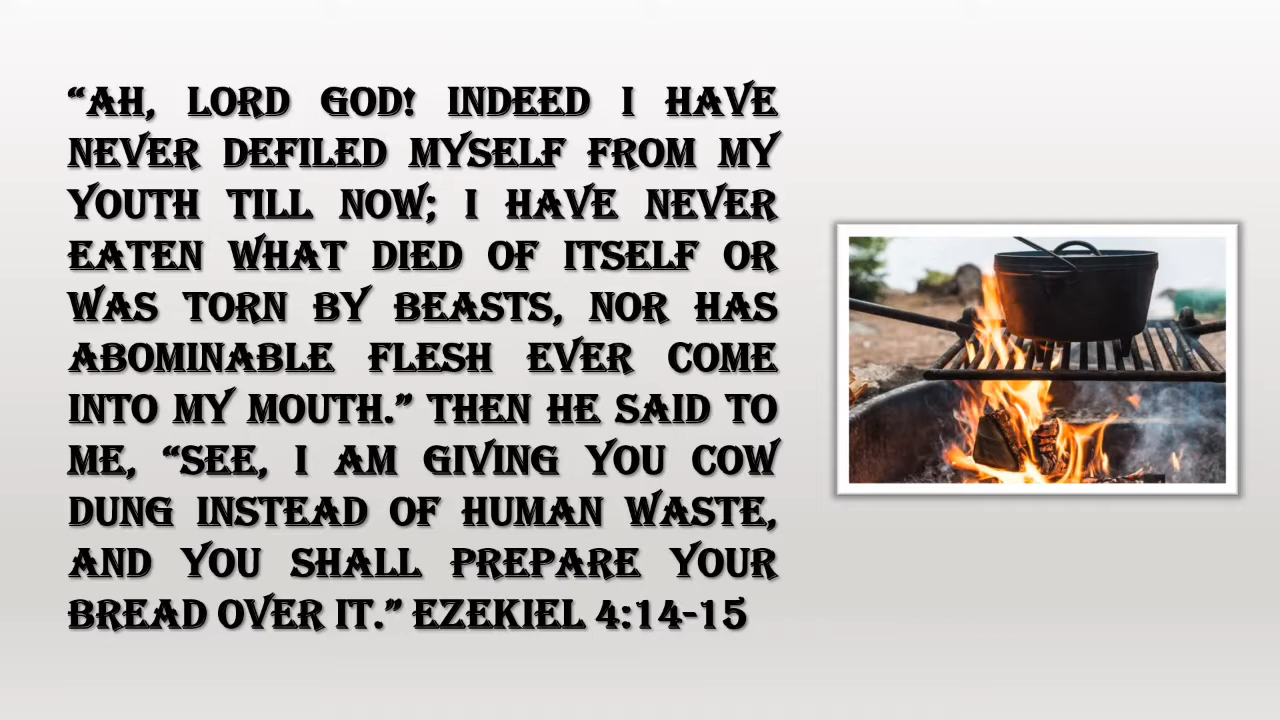 “AH, LORD GOD! INDEED I HAVE
NEVER DEFILED MYSELF FROM MY
YOUTH TILL NOW; I HAVE NEVER
EATEN WHAT DIED OF ITSELF OR
WAS TORN BY BEASTS, NOR HAS
ABOMINABLE FLESH EVER COME
INTO MY MOUTH.” THEN HE SAID TO
ME, “SEE, I AM GIVING YOU COW
DUNG INSTEAD OF HUMAN WASTE,
AND YOU SHALL PREPARE YOUR
BREAD OVER IT.” EZEKIEL 4:14-15